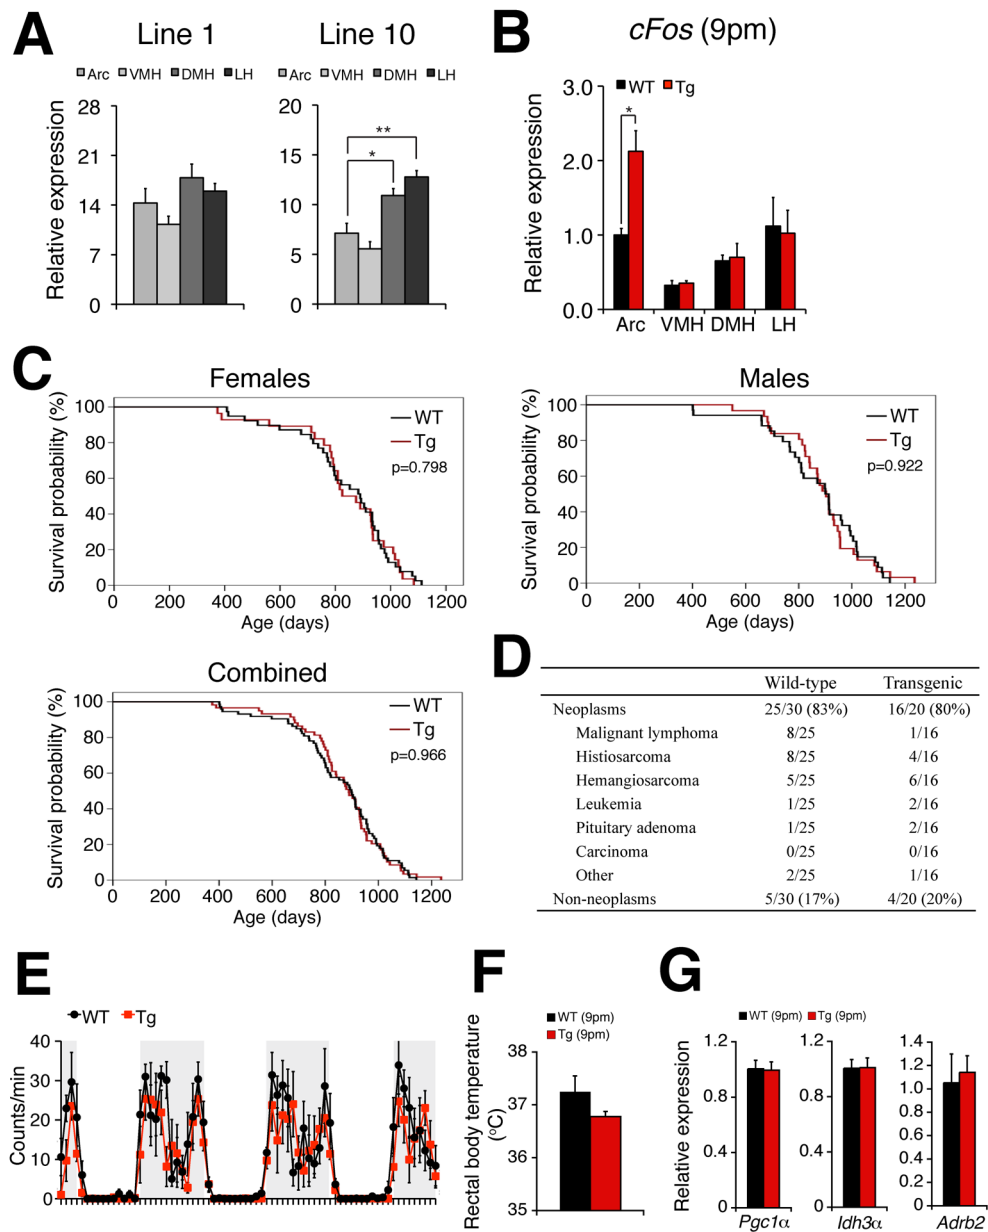 A
Line 1
Line 10
Arc VMH DMH LH
Arc VMH DMH LH
Relative expression
28
21
14
7
0
20
15
10
5
0
**
*
B
cFos (9pm)
WT Tg
Relative expression
3.0
2.0
1.0
0.0
*
Arc VMH DMH LH
C
Females
Survival probability (%)
100
80
60
40
20
0
WT
Tg
p=0.798
0 200 400 600 800 1000 1200
Age (days)
Males
Survival probability (%)
100
80
60
40
20
0
WT
Tg
p=0.922
0 200 400 600 800 1000 1200
Age (days)
Combined
Survival probability (%)
100
80
60
40
20
0
WT
Tg
p=0.966
0 200 400 600 800 1000 1200
Age (days)
D
Wild-type Transgenic
Neoplasms 25/30 (83%) 16/20 (80%)
Malignant lymphoma 8/25 1/16
Histiosarcoma 8/25 4/16
Hemangiosarcoma 5/25 6/16
Leukemia 1/25 2/16
Pituitary adenoma 1/25 2/16
Carcinoma 0/25 0/16
Other 2/25 1/16
Non-neoplasms 5/30 (17%) 4/20 (20%)
E
WT Tg
Counts/min
40
30
20
10
0
F
WT (9pm)
Tg (9pm)
Rectal body temperature
(°C)
38
37
36
35
G
WT (9pm) Tg (9pm)
Relative expression
1.2
0.8
0.4
0
Pgc1α
1.2
0.8
0.4
0
Idh3α
1.4
1.2
1.0
0.8
0.6
0.4
0.2
0
Adrb2